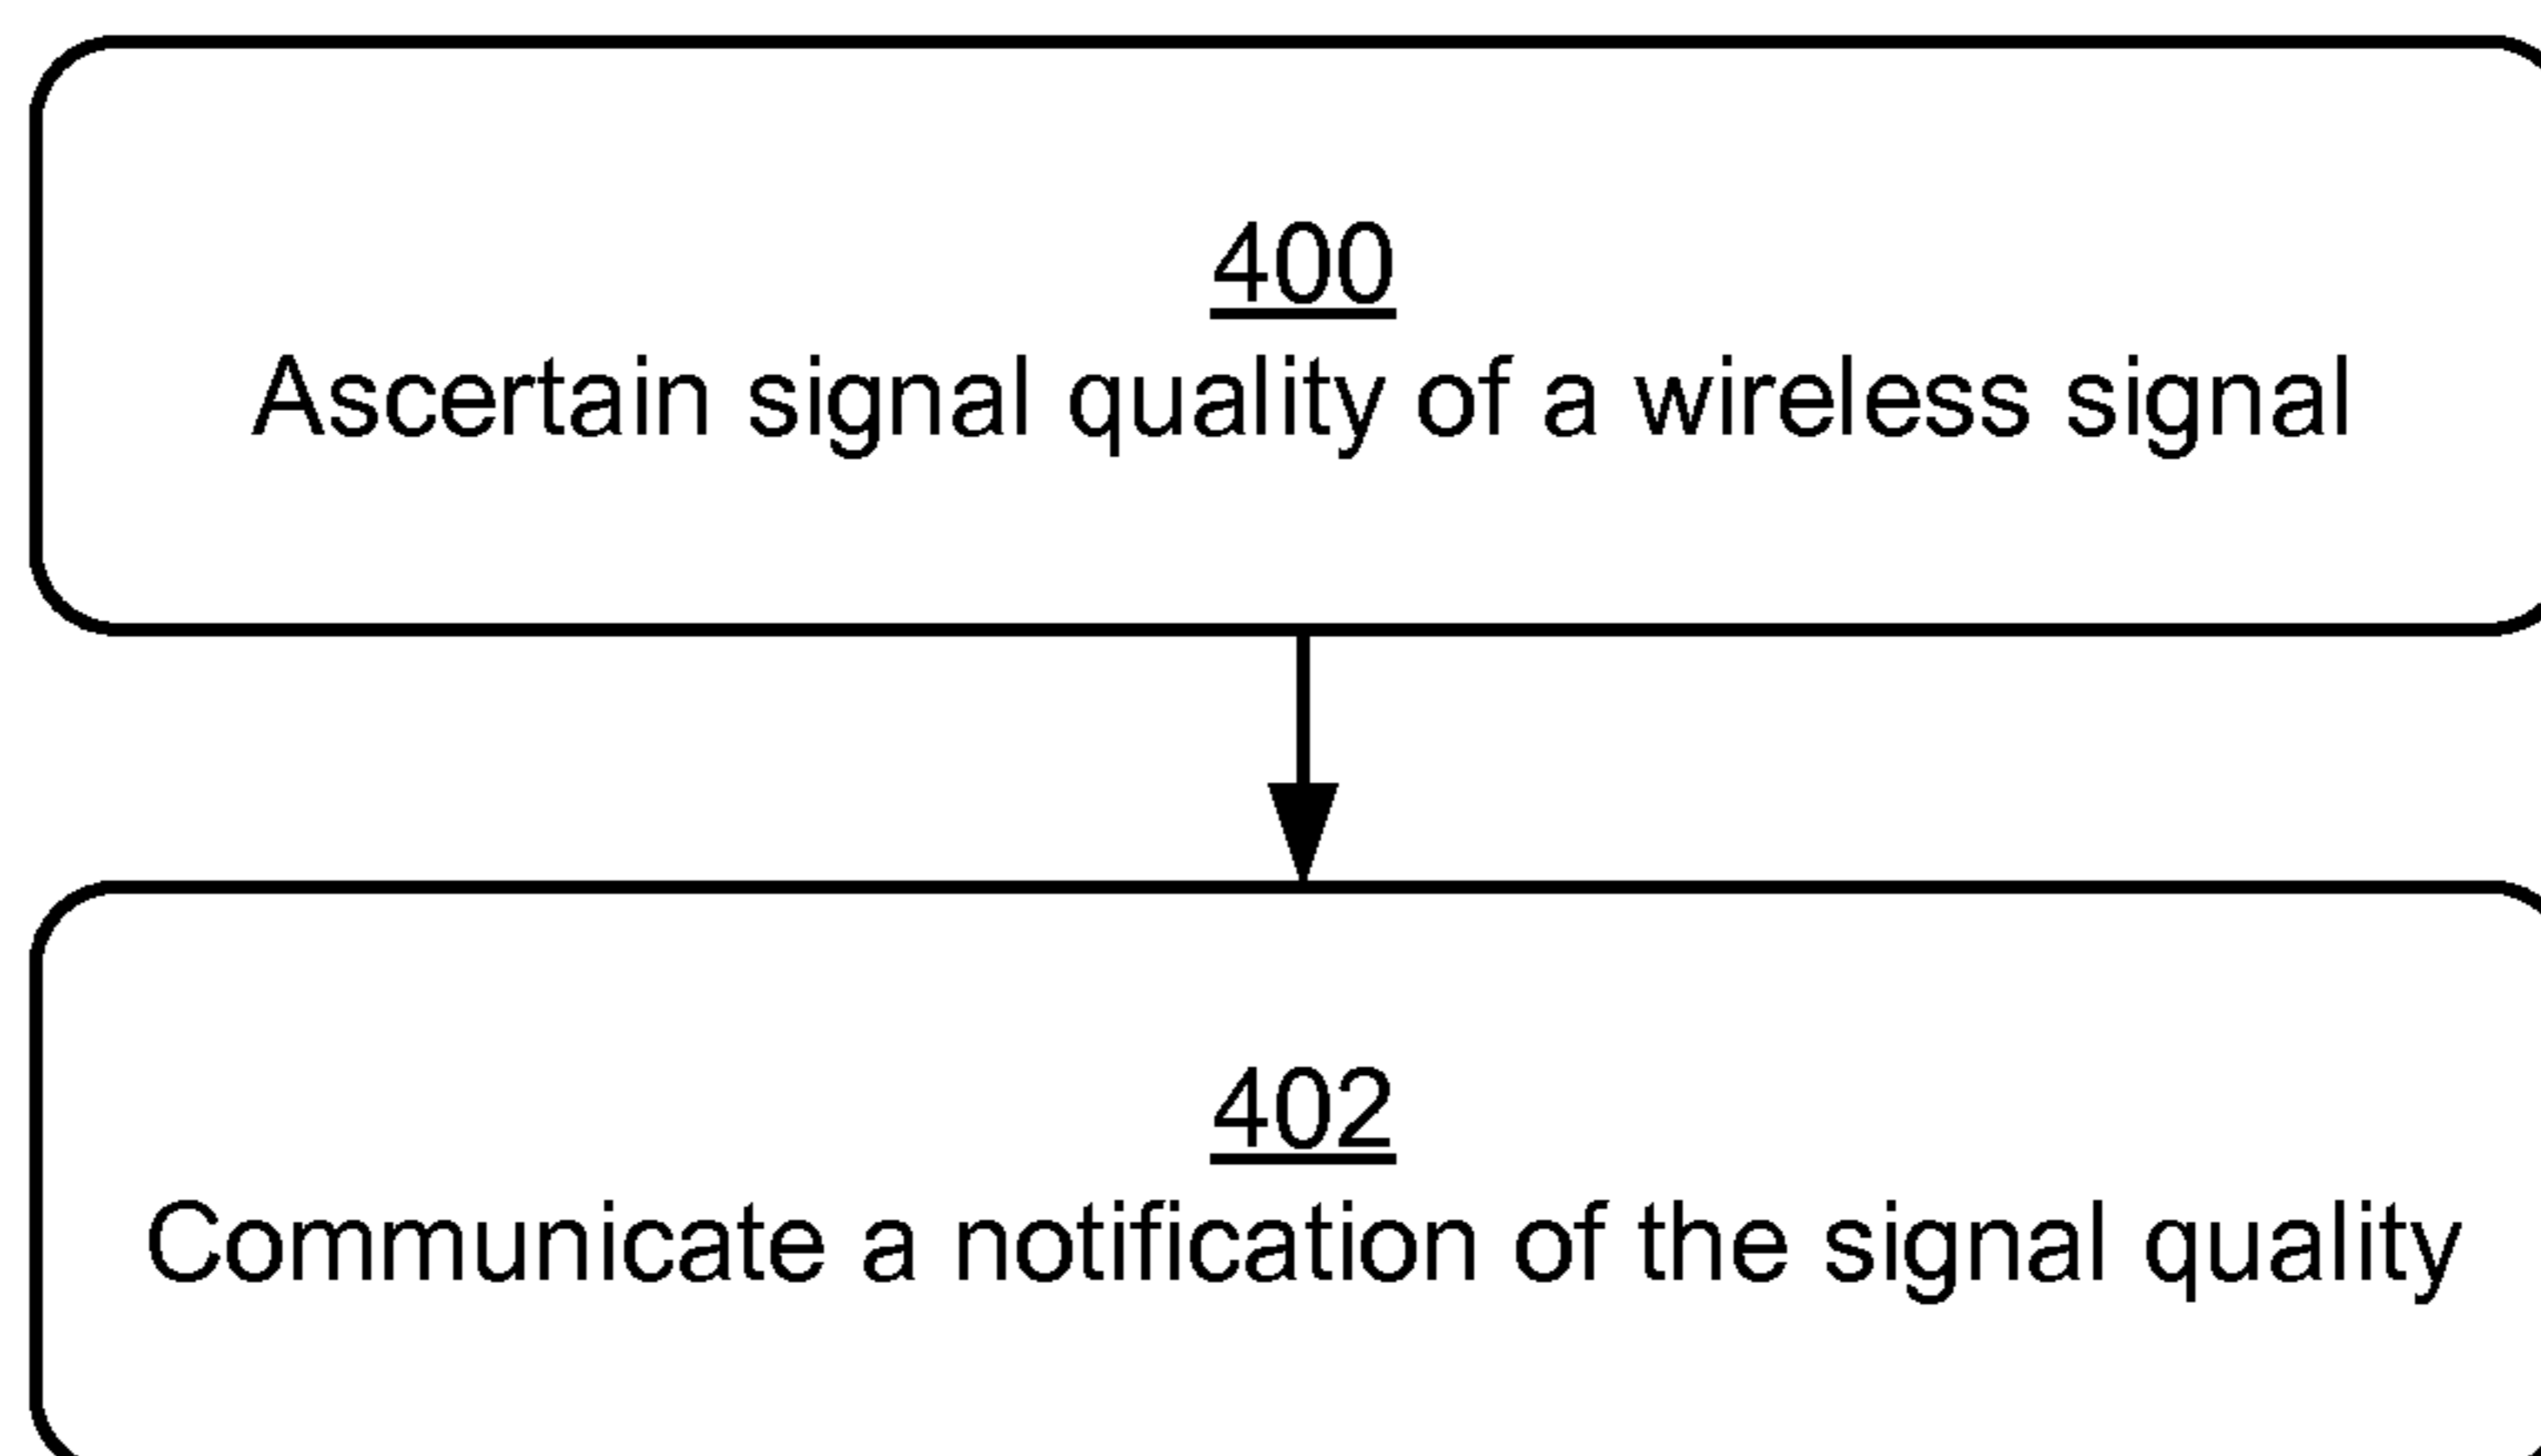 400
Ascertain signal quality of a wireless signal
402
Communicate a notification of the signal quality